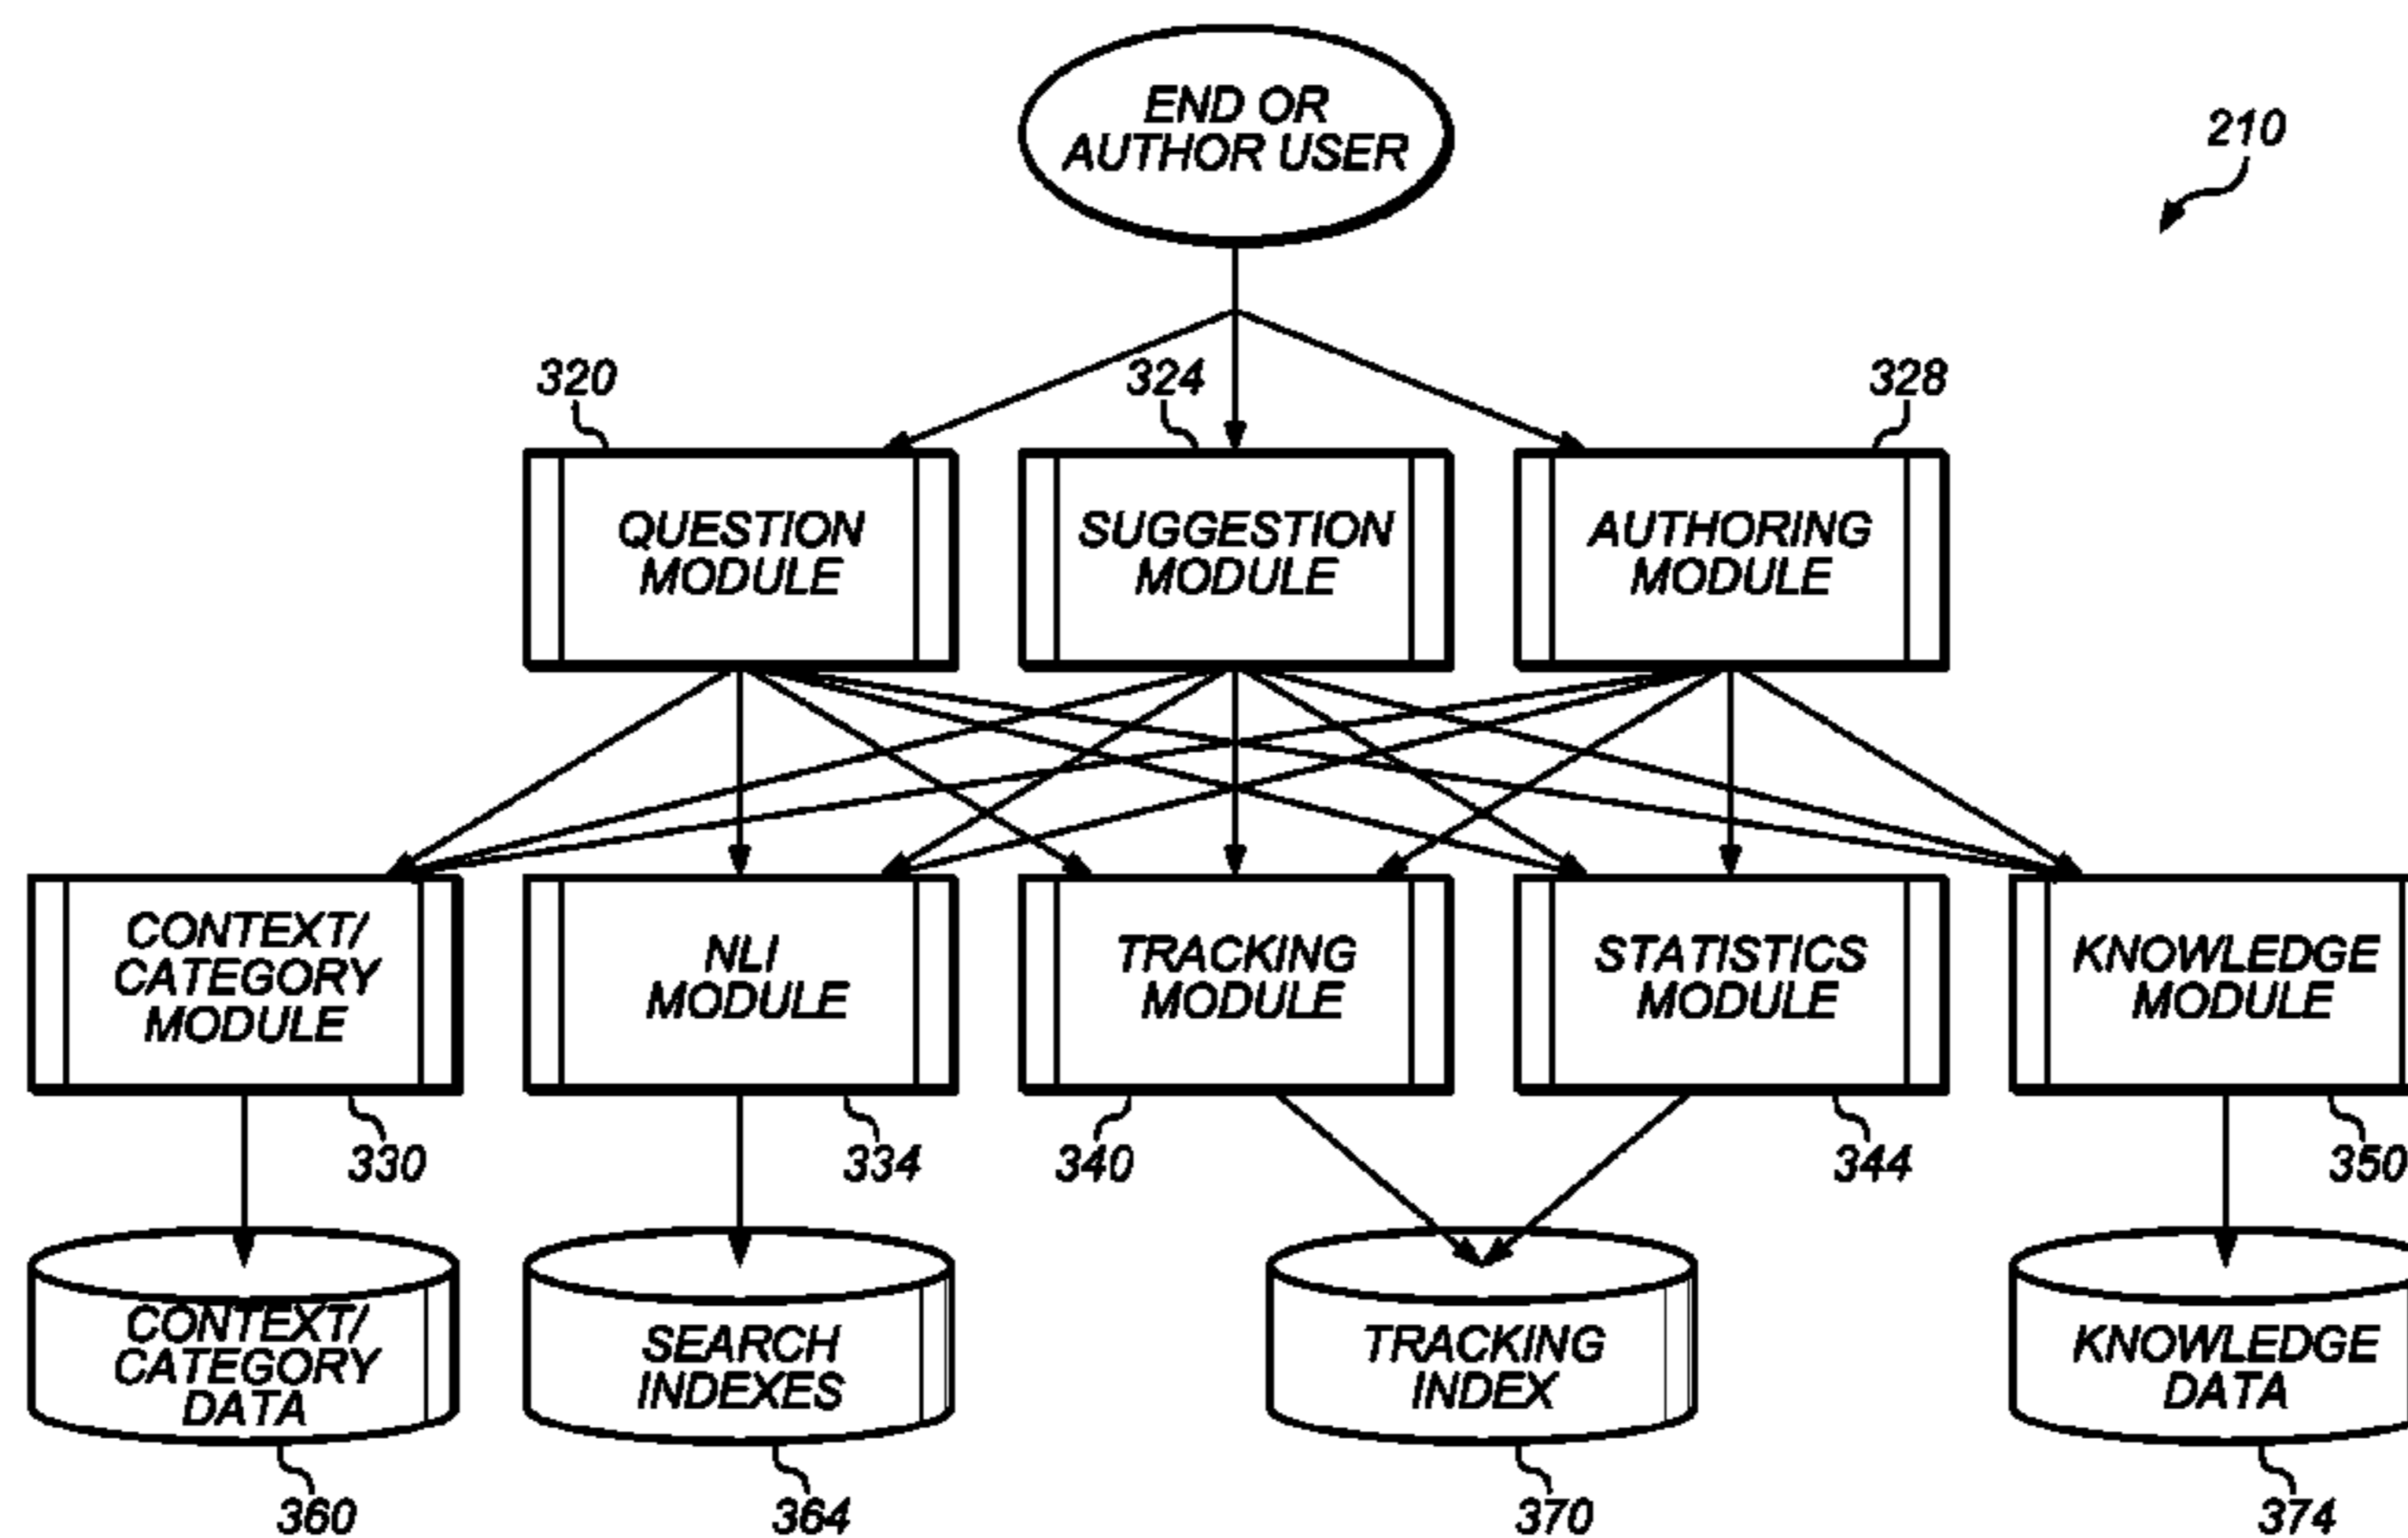 END OR
AUTHOR USER
210
320
324
328
QUESTION
MODULE
SUGGESTION
MODULE
AUTHORING
MODULE
CONTEXT/
CATEGORY
MODULE
NLI
MODULE
TRACKING
MODULE
STATISTICS
MODULE
KNOWLEDGE
MODULE
330
334
340
344
350
CONTEXT/
CATEGORY
DATA
SEARCH
INDEXES
TRACKING
INDEX
KNOWLEDGE
DATA
360
364
370
374